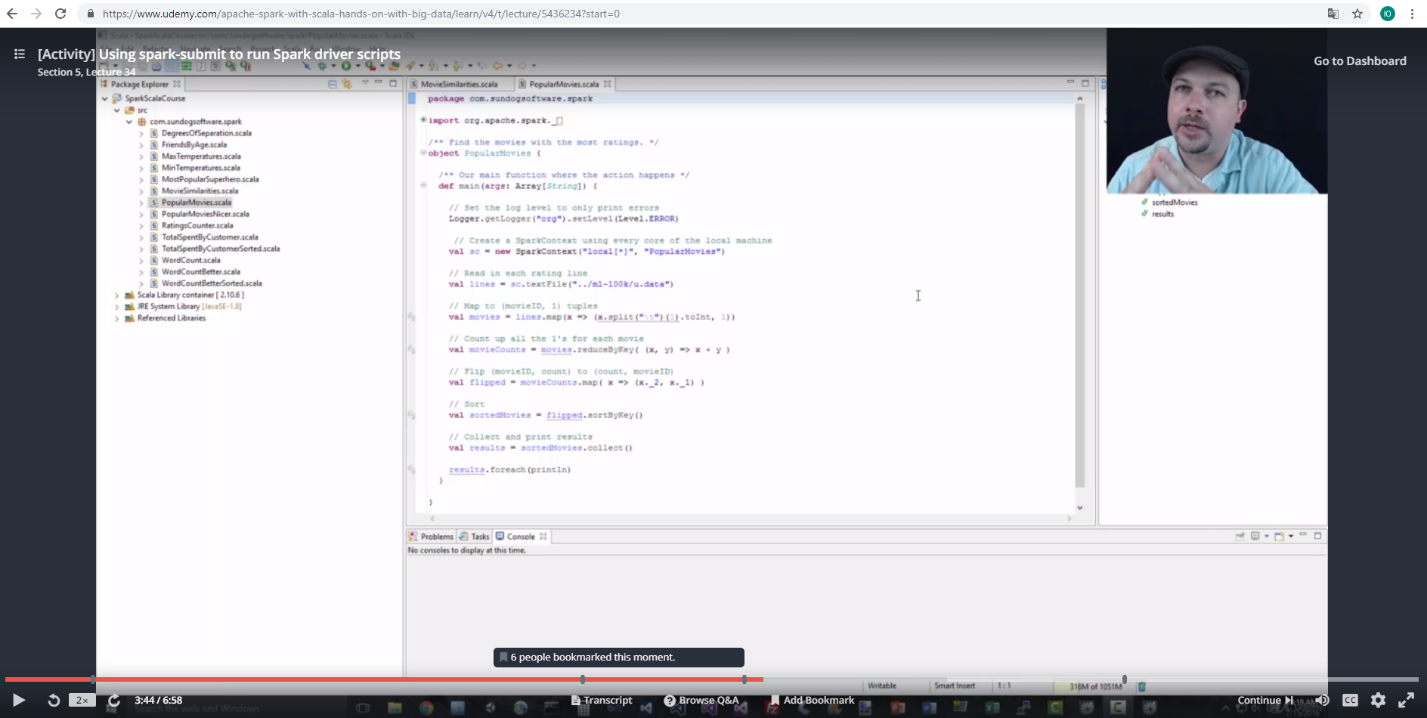 https://www.udemy.com/apache-spark-with-scala-hands-on-with-big-data/learn/v4/t/lecture/5436234?start=0
[Activity] Using spark-submit to run Spark driver scripts
Section 5, Lecture 34
Go to Dashboard
Package Explorer
SparkScalaCourse
src
com.sundogsoftware.spark
DegreesOfSeparation.scala
FriendsByAge.scala
MaxTemperatures.scala
MinTemperatures.scala
MostPopularSuperhero.scala
MovieSimilarities.scala
PopularMovies.scala
PopularMoviesNicer.scala
RatingsCounter.scala
TotalSpentByCustomer.scala
TotalSpentByCustomerSorted.scala
WordCount.scala
WordCountBetter.scala
WordCountBetterSorted.scala
Scala Library container [ 2.10.6 ]
JRE System Library [JavaSE-1.8]
Referenced Libraries
MovieSimilarities.scala PopularMovies.scala
package com.sundogsoftware.spark
import org.apache.spark._
/** Find the movies with the most ratings. */
object PopularMovies {
/** Our main function where the action happens */
def main(args: Array[String]) {
// Set the log level to only print errors
Logger.getLogger("org").setLevel(Level.ERROR)
// Create a SparkContext using every core of the local machine
val sc = new SparkContext("local[*]", "PopularMovies")
// Read in each rating line
val lines = sc.textFile("../ml-100k/u.data")
// Map to (movieID, 1) tuples
val movies = lines.map(x => (x.split("\t")(1).toInt, 1))
// Count up all the 1's for each movie
val movieCounts = movies.reduceByKey( (x, y) => x + y )
// Flip (movieID, count) to (count, movieID)
val flipped = movieCounts.map( x => (x._2, x._1) )
// Sort
val sortedMovies = flipped.sortByKey()
// Collect and print results
val results = sortedMovies.collect()
results.foreach(println)
}
}
sortedMovies
results
Problems Tasks Console
No consoles to display at this time.
6 people bookmarked this moment.
Writable Smart Insert 1 : 1 316M of 1051M
2x 3:44 / 6:58 Transcript Browse Q&A Add Bookmark Continue CC